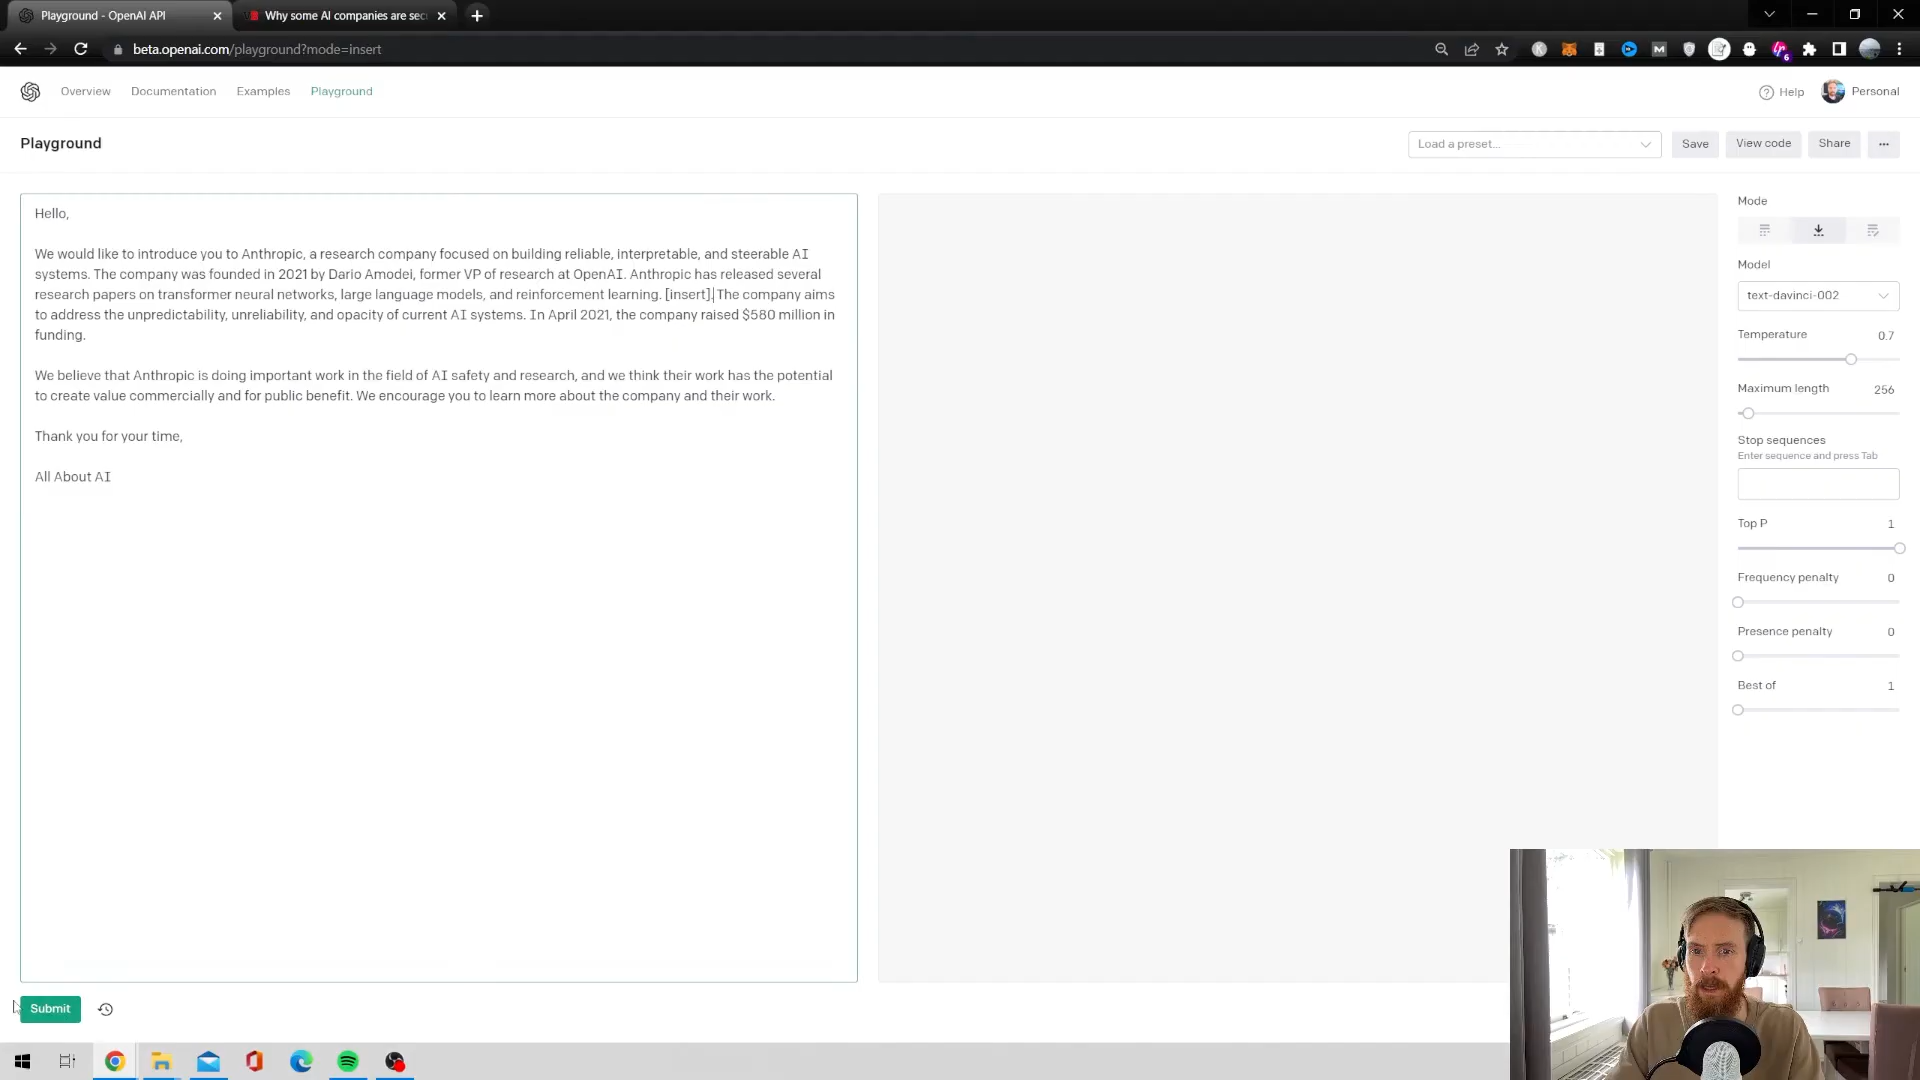 Playground - OpenAI API
Why some AI companies are sec
beta.openai.com/playground?mode=insert
6
Overview
Documentation
Examples
Playground
Help
Personal
Playground
Load a preset...
Save
View code
Share
...
Hello,
We would like to introduce you to Anthropic, a research company focused on building reliable, interpretable, and steerable AI
systems. The company was founded in 2021 by Dario Amodei, former VP of research at OpenAI. Anthropic has released several
research papers on transformer neural networks, large language models, and reinforcement learning. [insert]. The company aims
to address the unpredictability, unreliability, and opacity of current AI systems. In April 2021, the company raised $580 million in
funding.
We believe that Anthropic is doing important work in the field of AI safety and research, and we think their work has the potential
to create value commercially and for public benefit. We encourage you to learn more about the company and their work.
Thank you for your time,
All About AI
Mode
Model
text-davinci-002
Temperature 0.7
Maximum length 256
Stop sequences
Enter sequence and press Tab
Top P 1
Frequency penalty 0
Presence penalty 0
Best of 1
Submit